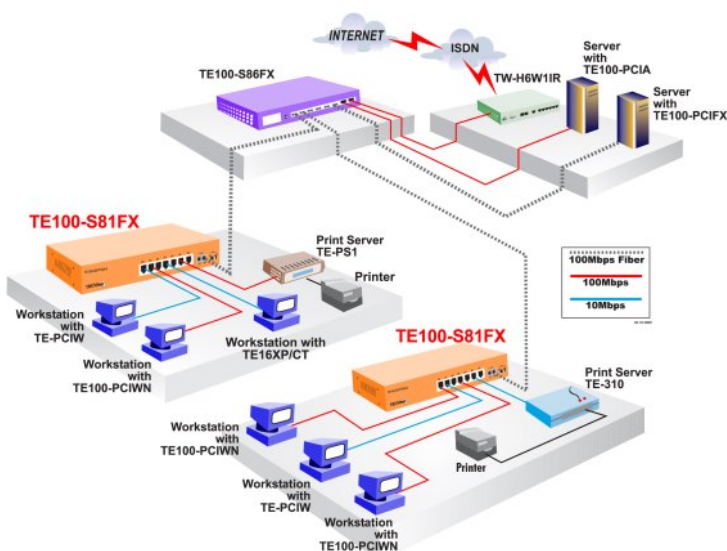 INTERNET
ISDN
TE100-S86FX
TW-H6W1IR
Server
with
TE100-PCIA
Server
with
TE100-PCIFX
TE100-S81FX
Print Server
TE-PS1
Printer
Workstation
with
TE-PCIW
Workstation
with
TE100-PCIWN
Workstation with
TE16XP/CT
100Mbps Fiber
100Mbps
10Mbps
TE100-S81FX
Print Server
TE-310
Workstation
with
TE100-PCIWN
Printer
Workstation
with
TE-PCIW
Workstation
with
TE100-PCIWN